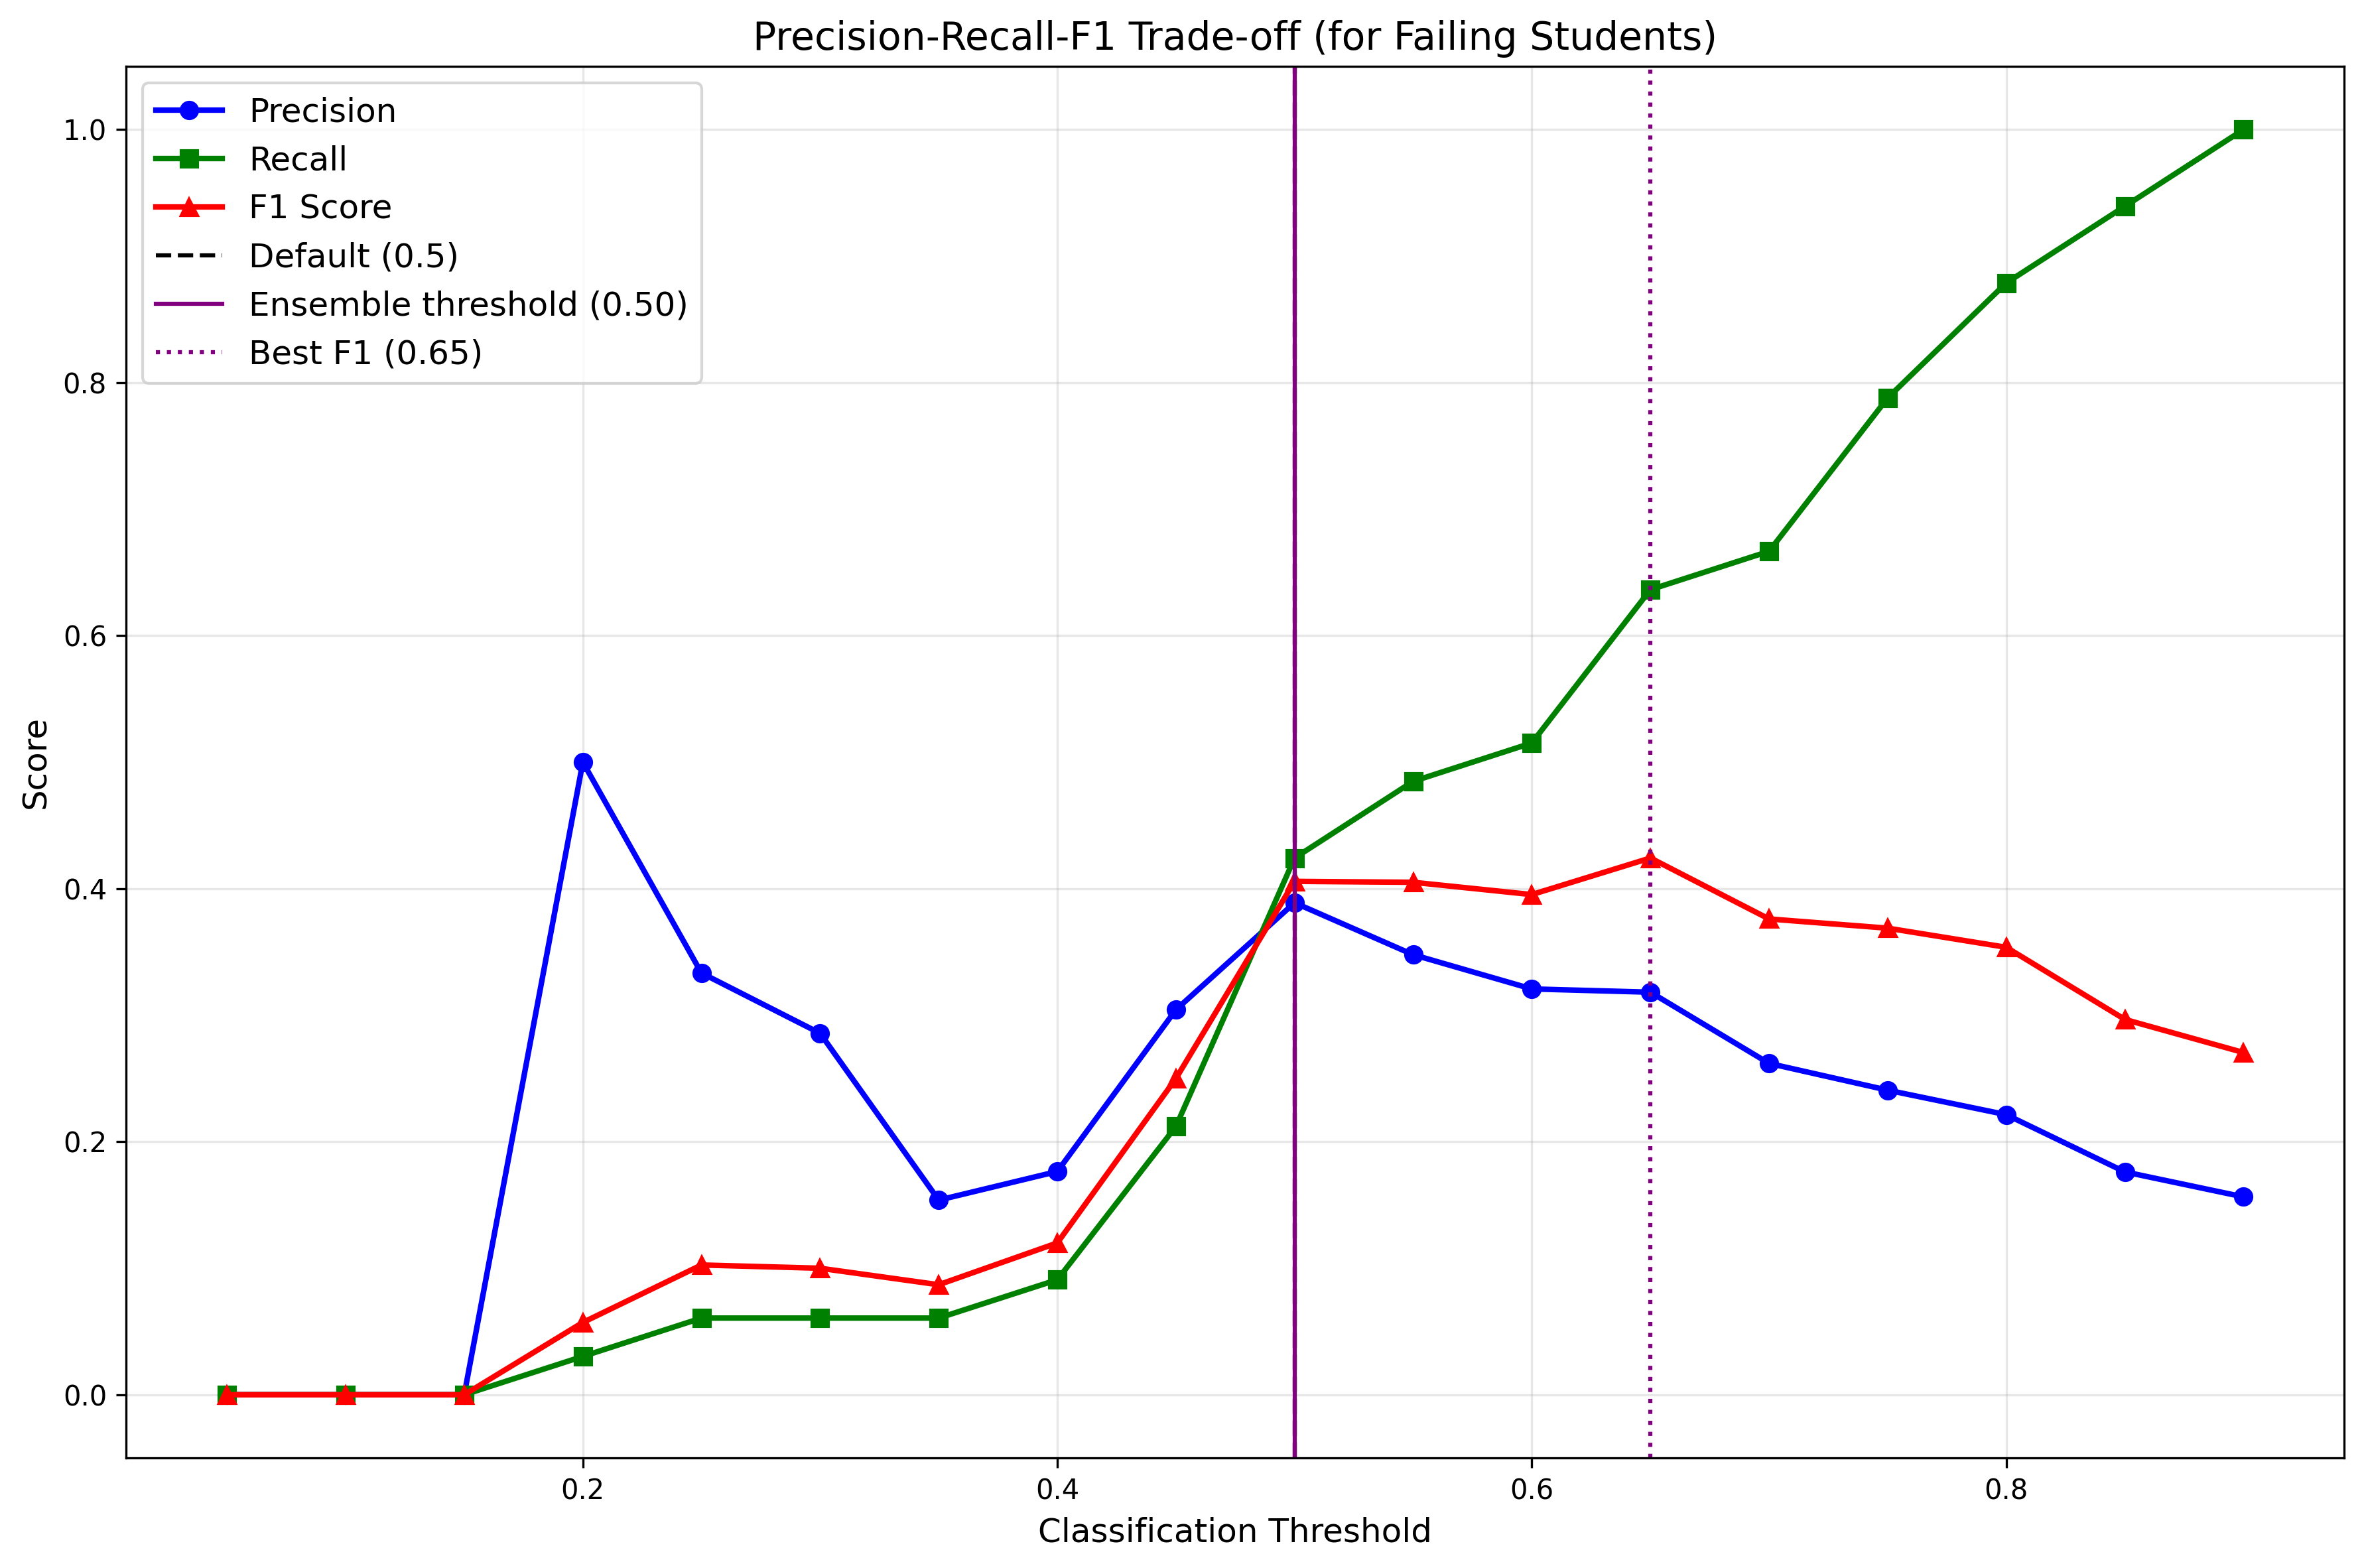 Precision-Recall-F1 Trade-off (for Failing Students)
Precision
Recall
F1 Score
Default (0.5)
Ensemble threshold (0.50)
Best F1 (0.65)
1.0
0.8
0.6
0.4
0.2
0.0
Score
0.2
0.4
0.6
0.8
Classification Threshold